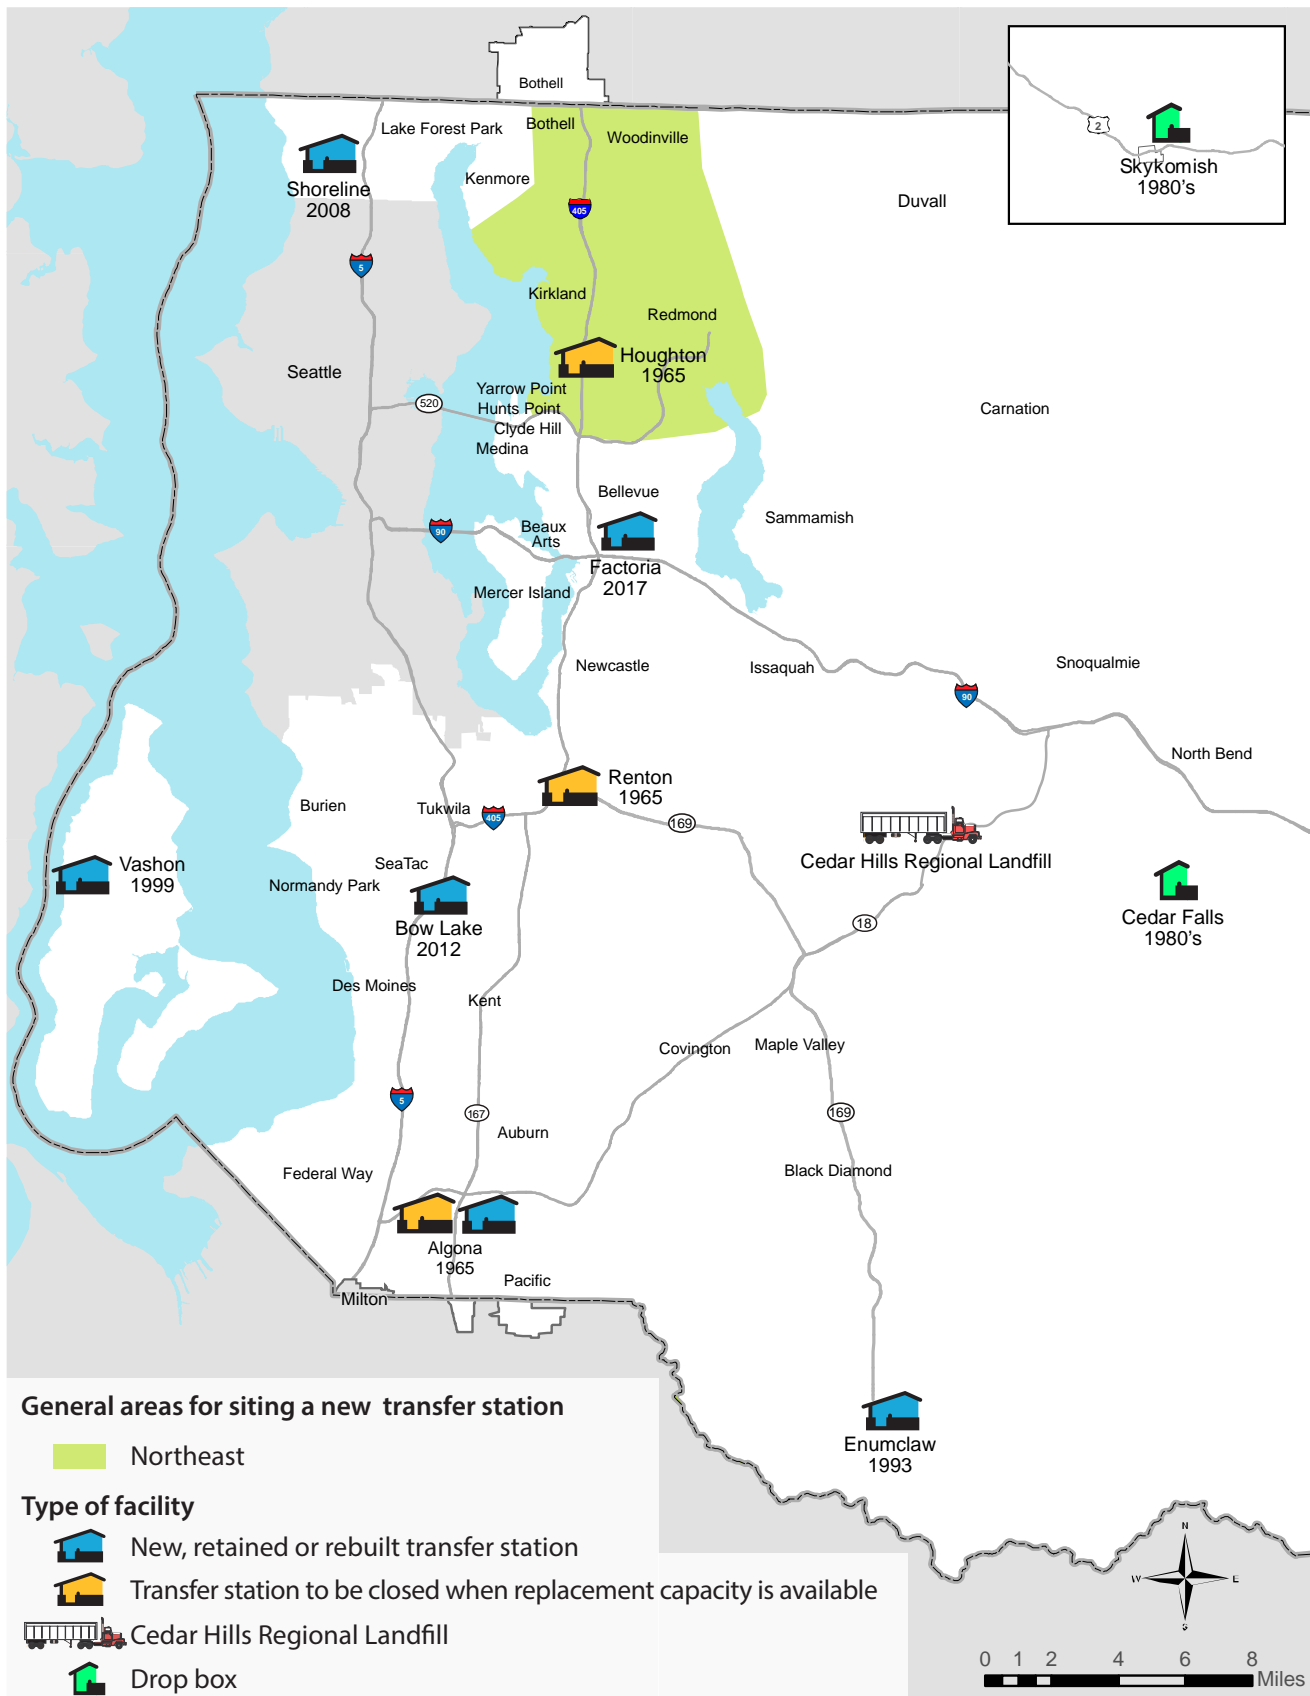 Bothell
Lake Forest Park
Bothell
Woodinville
Kenmore
Shoreline
2008
Duvall
2
Skykomish
1980's
405
5
Kirkland
Redmond
Houghton
1965
Seattle
Yarrow Point
520
Hunts Point
Clyde Hill
Medina
Carnation
Bellevue
Sammamish
90
Beaux
Arts
Factoria
2017
Mercer Island
Newcastle
Issaquah
Snoqualmie
90
North Bend
Renton
1965
Burien
Tukwila
405
169
Cedar Hills Regional Landfill
Vashon
1999
SeaTac
Normandy Park
Bow Lake
2012
18
Cedar Falls
1980's
Des Moines
Kent
Covington
Maple Valley
5
167
169
Auburn
Federal Way
Black Diamond
Algona
1965
Pacific
Milton
Enumclaw
1993
General areas for siting a new transfer station
Northeast
Type of facility
New, retained or rebuilt transfer station
Transfer station to be closed when replacement capacity is available
Cedar Hills Regional Landfill
Drop box
N
W
E
S
0 1 2 4 6 8
Miles